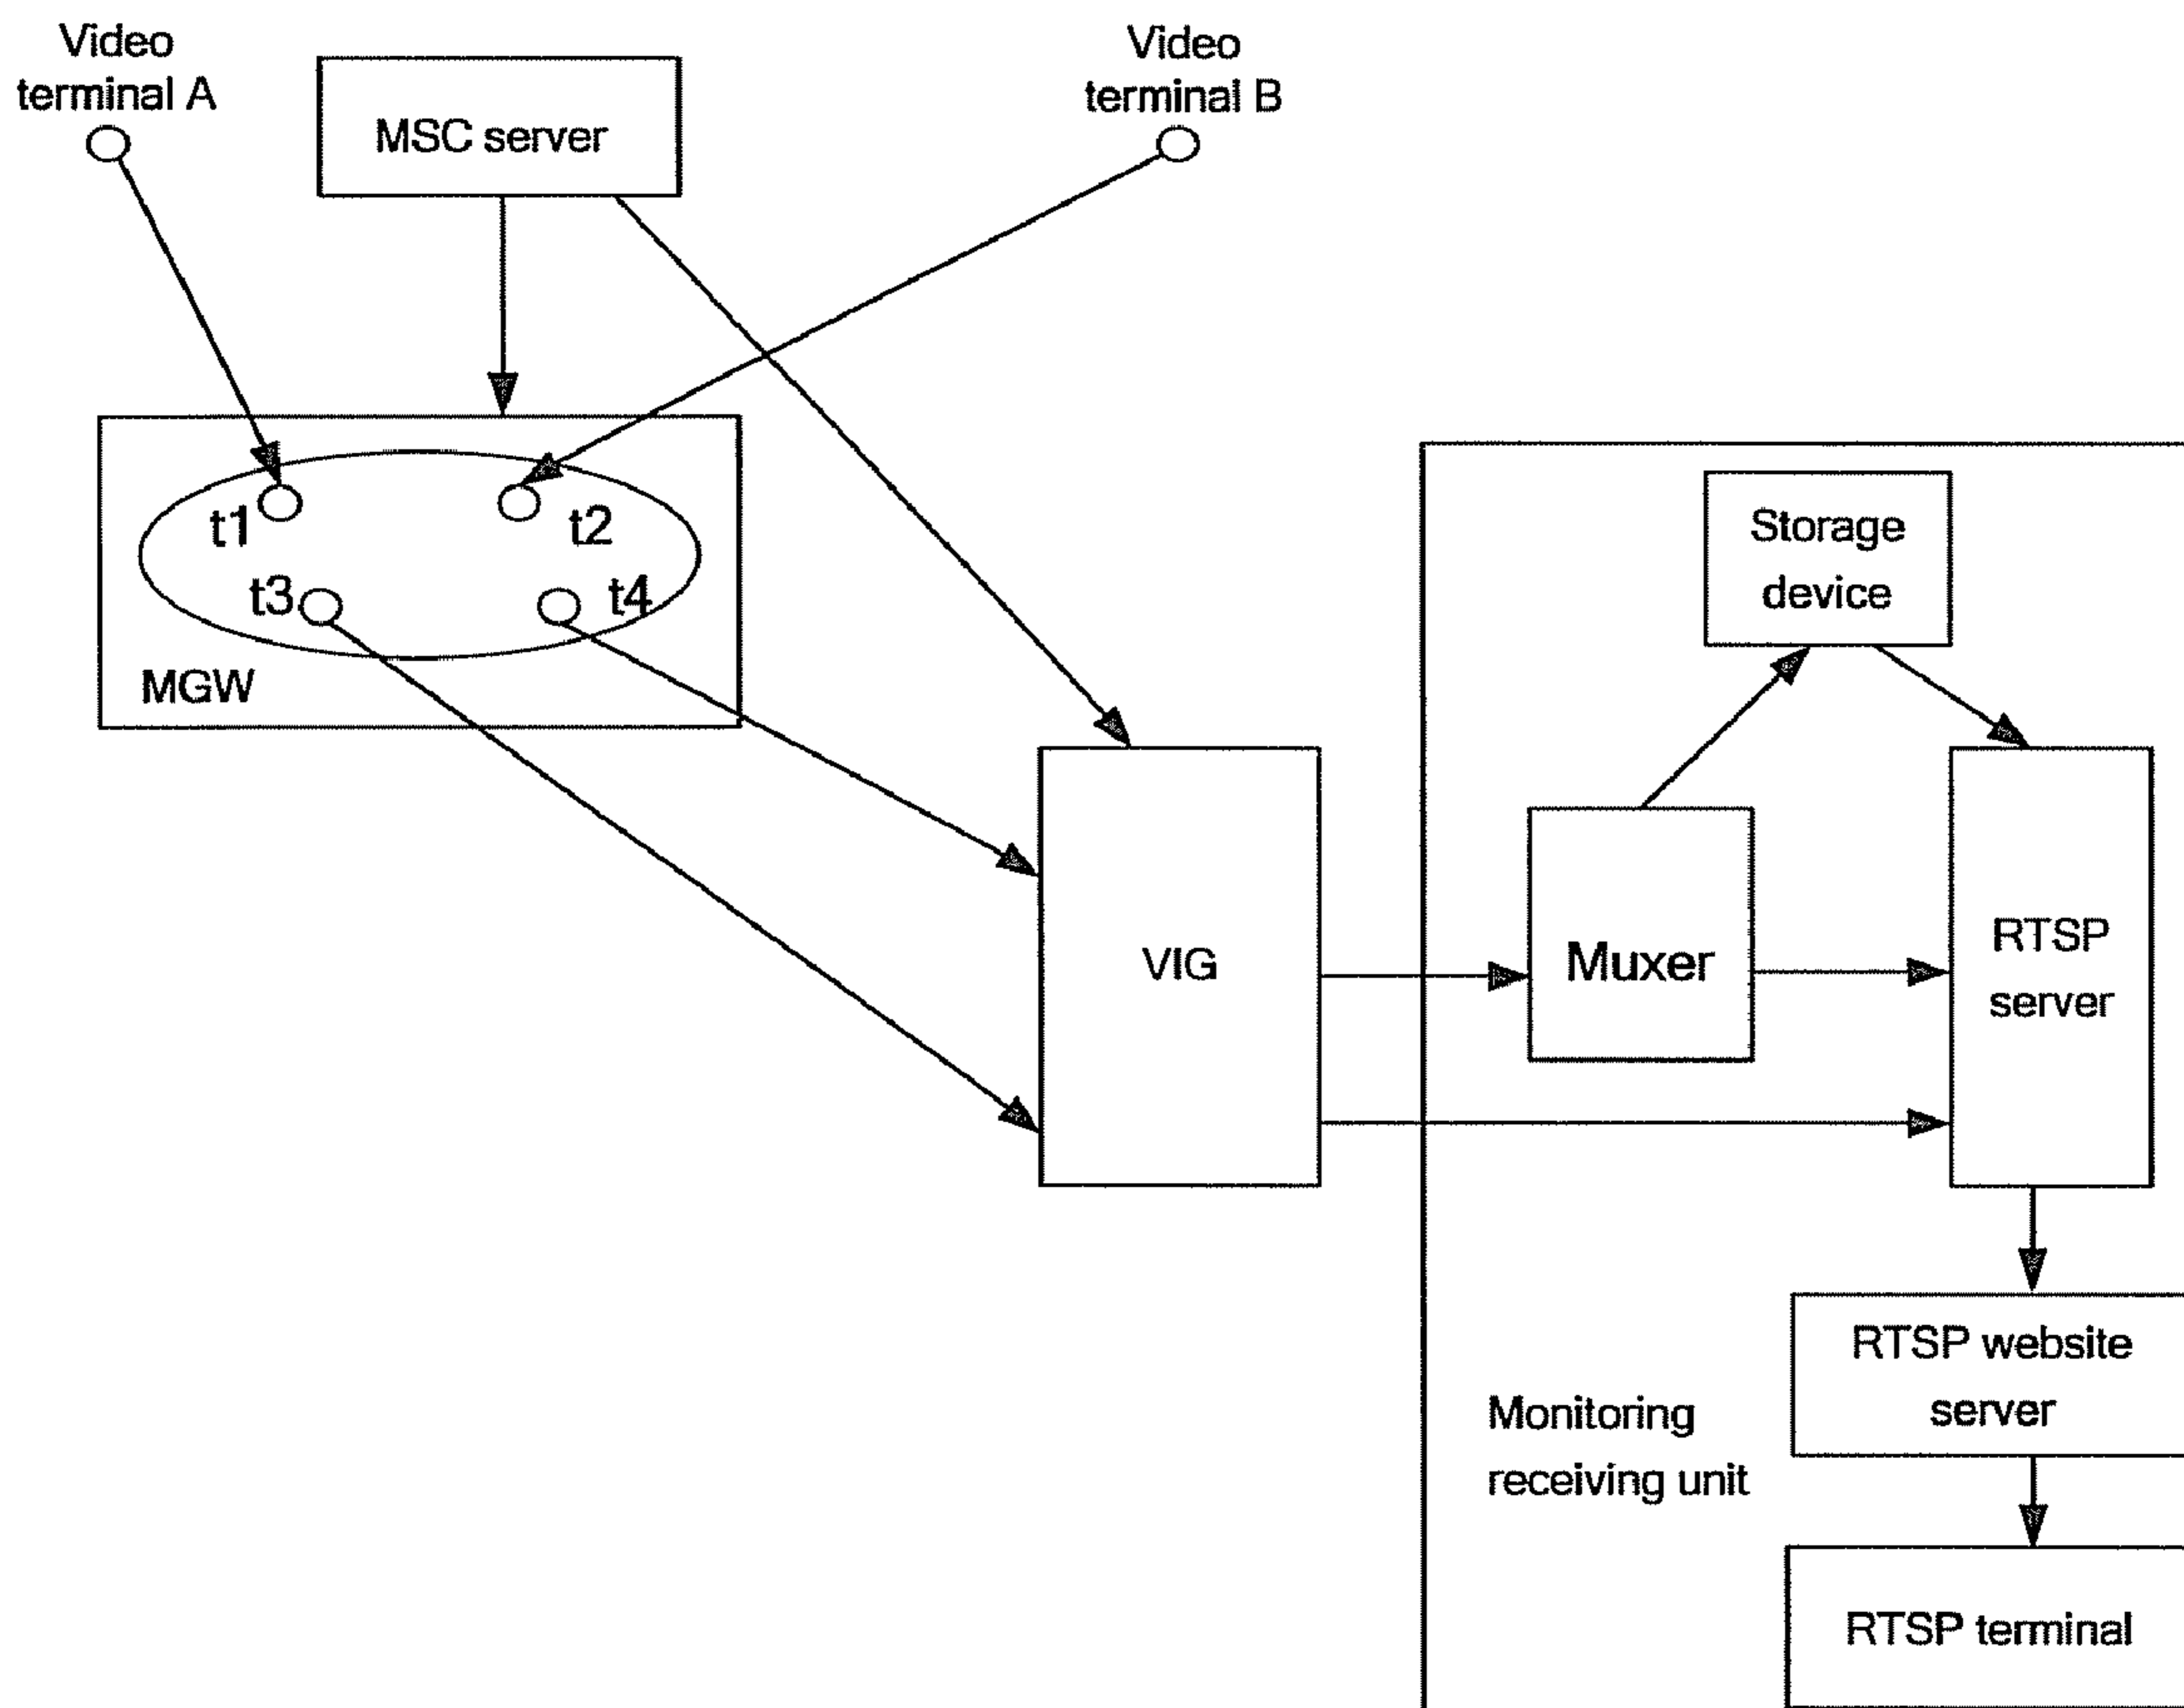 Video
terminal A
MSC server
Video
terminal B
t1
t2
t3
t4
MGW
VIG
Storage
device
Muxer
RTSP
server
RTSP website
server
Monitoring
receiving unit
RTSP terminal